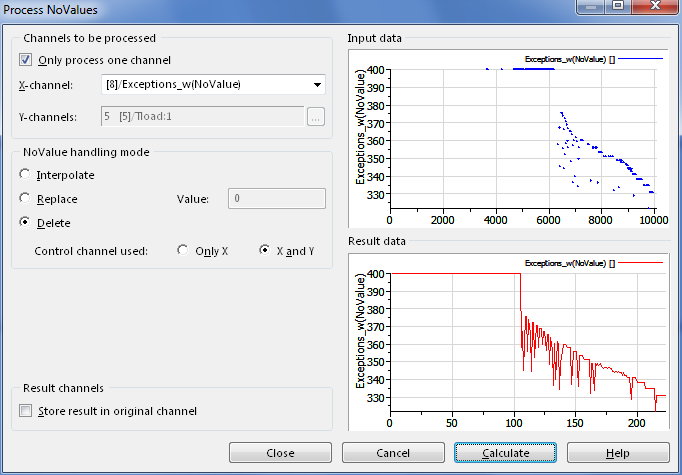 Process NoValues
Channels to be processed
Only process one channel
X-channel: [8]/Exceptions_w(NoValue)
Y-channels: 5 [5]/Tload:1 ...
NoValue handling mode
Interpolate
Replace Value: 0
Delete
Control channel used: Only X X and Y
Result channels
Store result in original channel
Input data
Exceptions_w(NoValue) []
Exceptions_w(NoValue)
400
390
380
370
360
350
340
330
0 2000 4000 6000 8000 10000
Result data
Exceptions_w(NoValue) []
Exceptions_w(NoValue)
400
390
380
370
360
350
340
330
0 50 100 150 200
Close Cancel Calculate Help